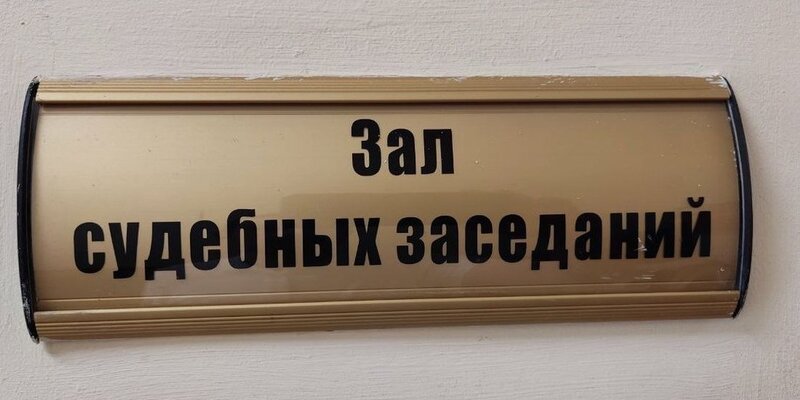 Зал
судебных заседаний